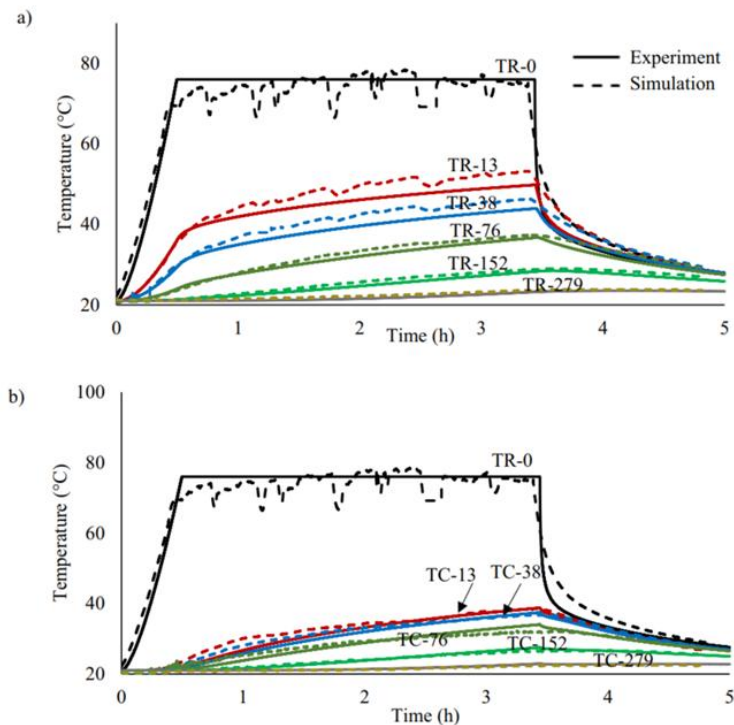 a)
80
TR-0
Experiment
Simulation
60
Temperature (°C)
TR-13
40
TR-38
TR-76
TR-152
20
TR-279
0
1
2
3
4
5
Time (h)
b)
100
80
TR-0
60
Temperature (°C)
TC-13
TC-38
40
TC-76
TC-152
20
TC-279
0
1
2
3
4
5
Time (h)